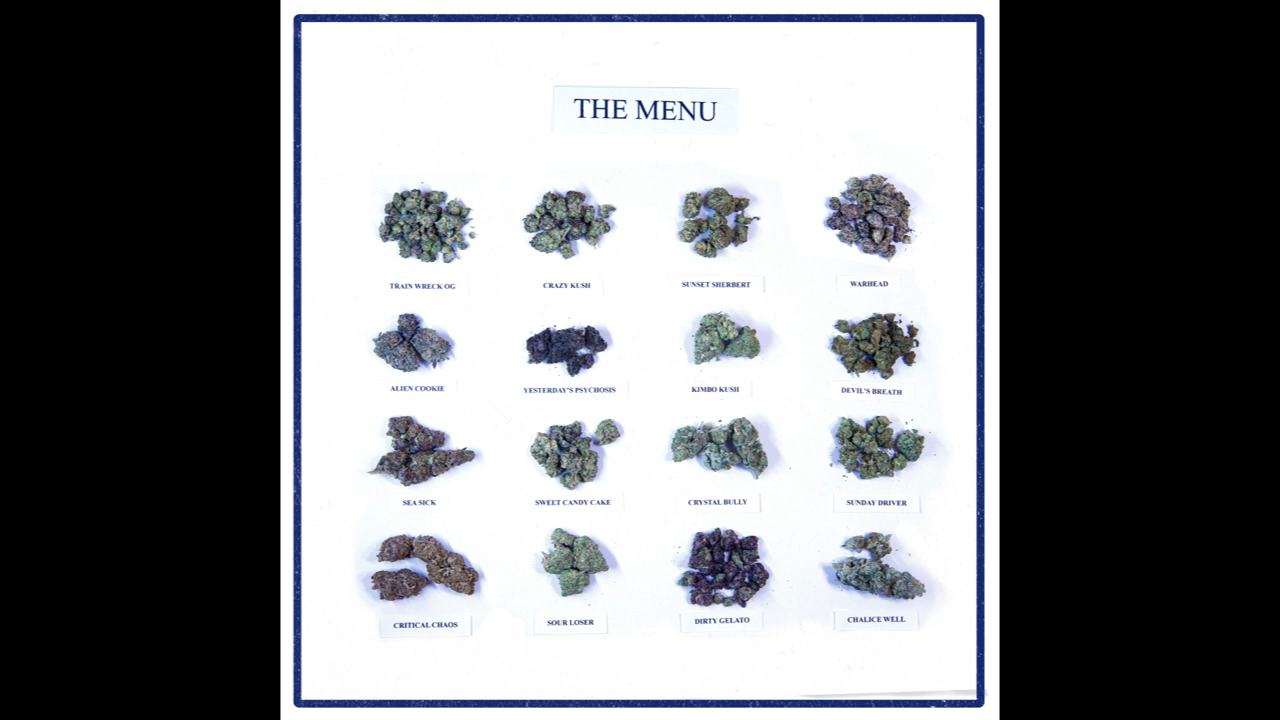 THE MENU
TRAIN WRECK OG
CRAZY KUSH
SUNSET SHERBERT
WARHEAD
ALIEN COOKIE
YESTERDAY'S PSYCHOSIS
KIMBO KUSH
DEVIL'S BREATH
SEA SICK
SWEET CANDY CAKE
CRYSTAL BULLY
SUNDAY DRIVER
CRITICAL CHAOS
SOUR LOSER
DIRTY GELATO
CHALICE WELL